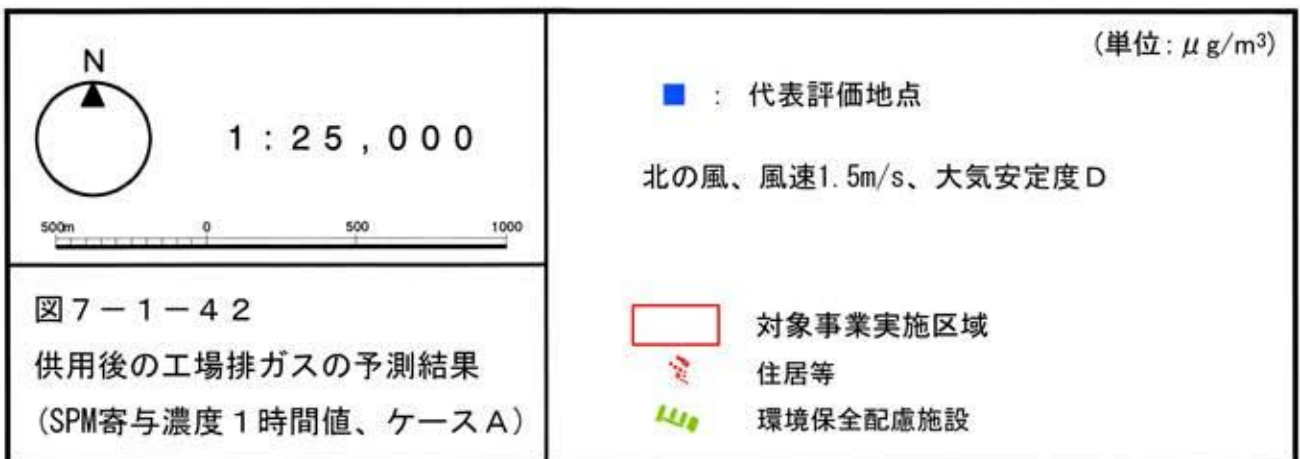 N
1:25,000
500m 0 500 1000
図7-1-42
供用後の工場排ガスの予測結果
(SPM寄与濃度1時間値、ケースA)
(単位:μg/m³)
■ : 代表評価地点
北の風、風速1.5m/s、大気安定度D
対象事業実施区域
住居等
環境保全配慮施設